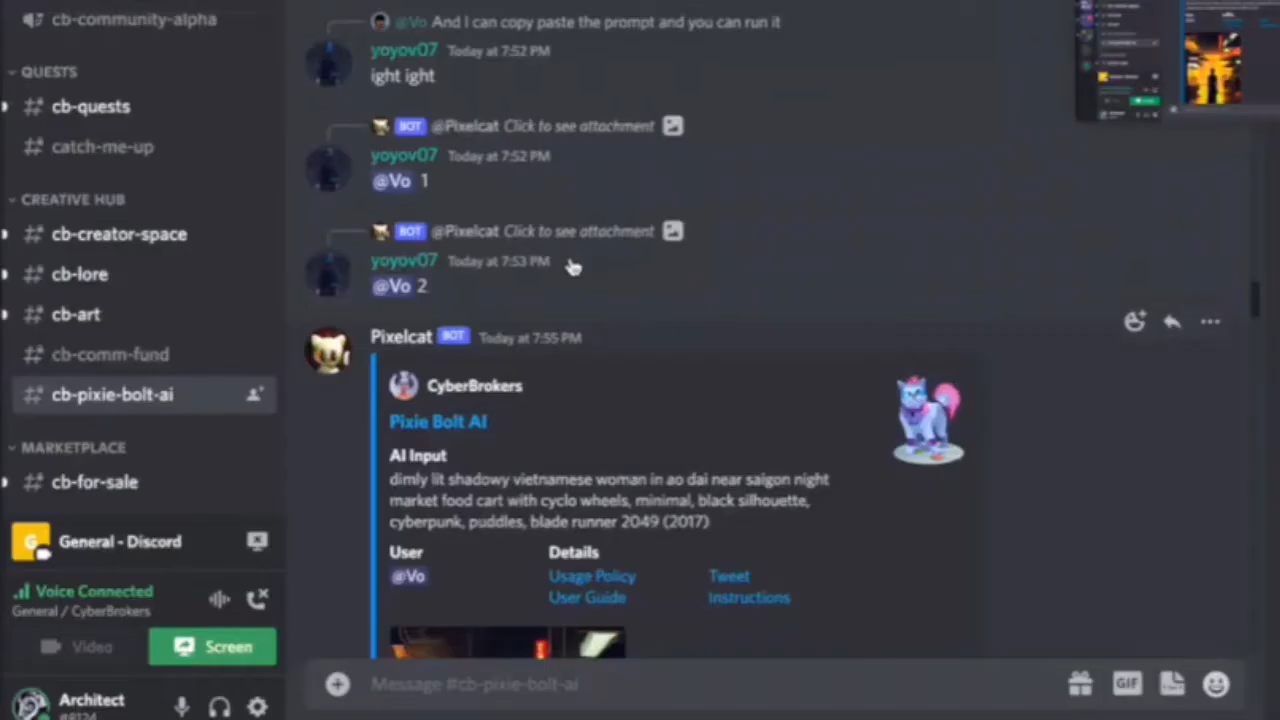 cb-community-alpha
QUESTS
# cb-quests
# catch-me-up
CREATIVE HUB
# cb-creator-space
# cb-lore
# cb-art
# cb-comm-fund
# cb-pixie-bolt-ai
MARKETPLACE
# cb-for-sale
G General - Discord
Voice Connected
General / CyberBrokers
Video Screen
Architect
#8124
@Vo And I can copy paste the prompt and you can run it
yoyov07 Today at 7:52 PM
ight ight
BOT @Pixelcat Click to see attachment
yoyov07 Today at 7:52 PM
@Vo 1
BOT @Pixelcat Click to see attachment
yoyov07 Today at 7:53 PM
@Vo 2
Pixelcat BOT Today at 7:55 PM
CyberBrokers
Pixie Bolt AI
AI Input
dimly lit shadowy vietnamese woman in ao dai near saigon night
market food cart with cyclo wheels, minimal, black silhouette,
cyberpunk, puddles, blade runner 2049 (2017)
User Details
@Vo Usage Policy Tweet
User Guide Instructions
Message #cb-pixie-bolt-ai
GIF